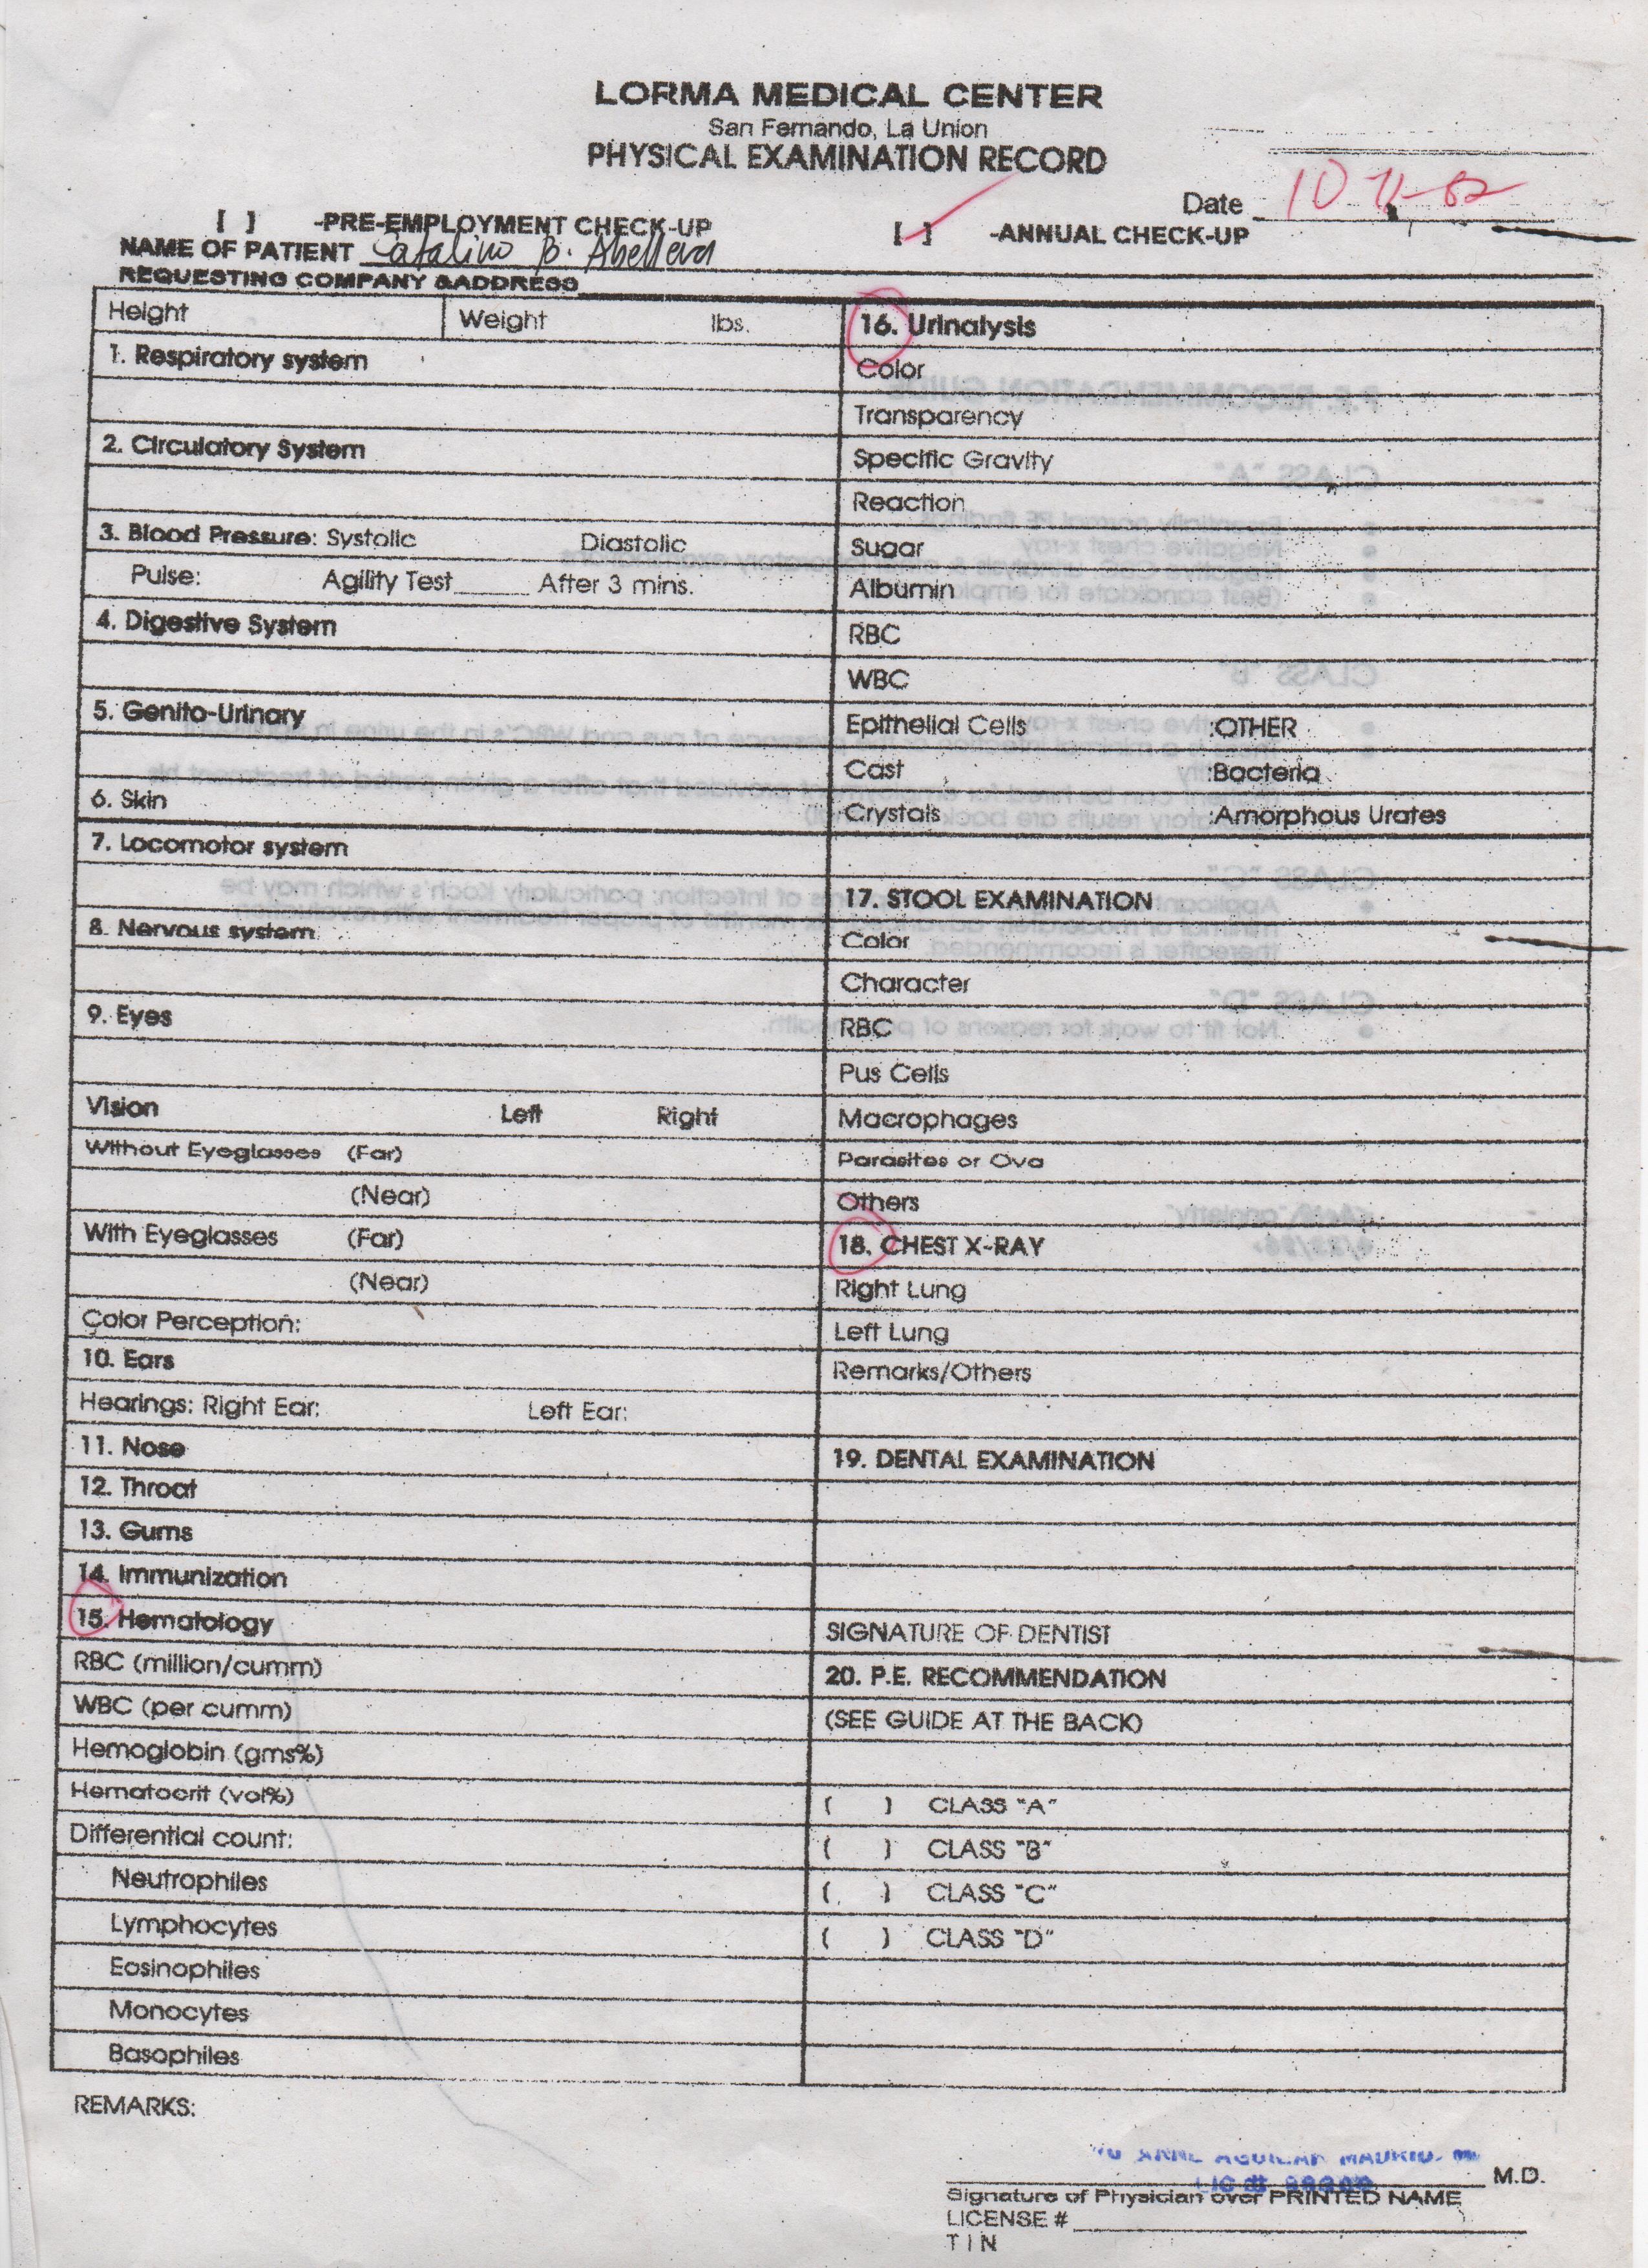 LORMA MEDICAL CENTER
San Fernando, La Union
PHYSICAL EXAMINATION RECORD
Date
[ ] -PRE-EMPLOYMENT CHECK-UP
[ ] -ANNUAL CHECK-UP
NAME OF PATIENT Catalino B. Abellera
REQUESTING COMPANY &ADDRESS
Height
Weight lbs.
1. Respiratory system
2. Circulatory System
3. Blood Pressure: Systolic Diastolic
Pulse: Agility Test After 3 mins.
4. Digestive System
5. Genito-Urinary
6. Skin
7. Locomotor system
8. Nervous system
9. Eyes
Vision Left Right
Without Eyeglasses (Far)
(Near)
With Eyeglasses (Far)
(Near)
Color Perception:
10. Ears
Hearings: Right Ear: Left Ear:
11. Nose
12. Throat
13. Gums
14. Immunization
15. Hematology
RBC (million/cumm)
WBC (per cumm)
Hemoglobin (gms%)
Hematocrit (vol%)
Differential count:
Neutrophiles
Lymphocytes
Eosinophiles
Monocytes
Basophiles
16. Urinalysis
Color
Transparency
Specific Gravity
Reaction
Sugar
Albumin
RBC
WBC
Epithelial Cells :OTHER
Cast :Bacteria
Crystals :Amorphous Urates
17. STOOL EXAMINATION
Color
Character
RBC
Pus Cells
Macrophages
Parasites or Ova
Others
18. CHEST X-RAY
Right Lung
Left Lung
Remarks/Others
19. DENTAL EXAMINATION
SIGNATURE OF DENTIST
20. P.E. RECOMMENDATION
(SEE GUIDE AT THE BACK)
( ) CLASS "A"
( ) CLASS "B"
( ) CLASS "C"
( ) CLASS "D"
REMARKS:
ANNE AGUILAR MADRID,
LIC #
M.D.
Signature of Physician over PRINTED NAME
LICENSE #
T I N